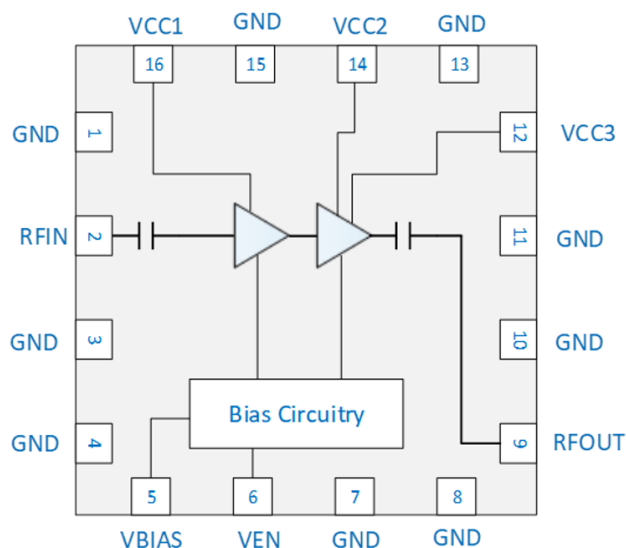 VCC1 GND VCC2 GND
16 15 14 13
GND 1 12 VCC3
RFIN 2 11 GND
GND 3 10 GND
Bias Circuitry
GND 4 9 RFOUT
5 6 7 8
VBIAS VEN GND GND